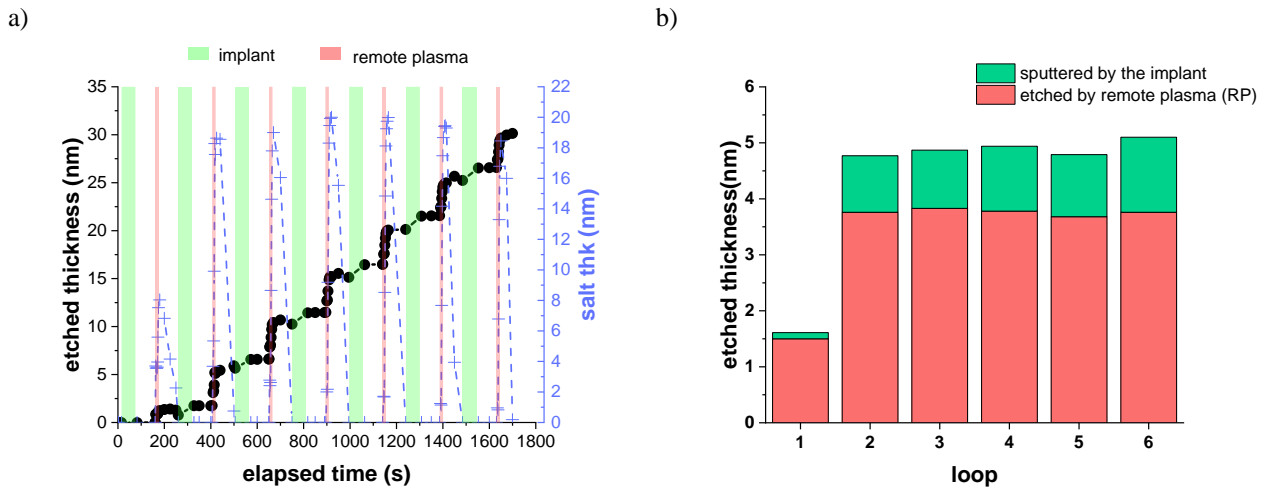 a)
b)
implant
remote plasma
35
30
25
20
15
10
5
0
etched thickness (nm)
22
20
18
16
14
12
10
8
6
4
2
0
salt thk (nm)
0 200 400 600 800 1000 1200 1400 1600 1800
elapsed time (s)
sputtered by the implant
etched by remote plasma (RP)
6
5
4
3
2
1
0
etched thickness(nm)
1 2 3 4 5 6
loop